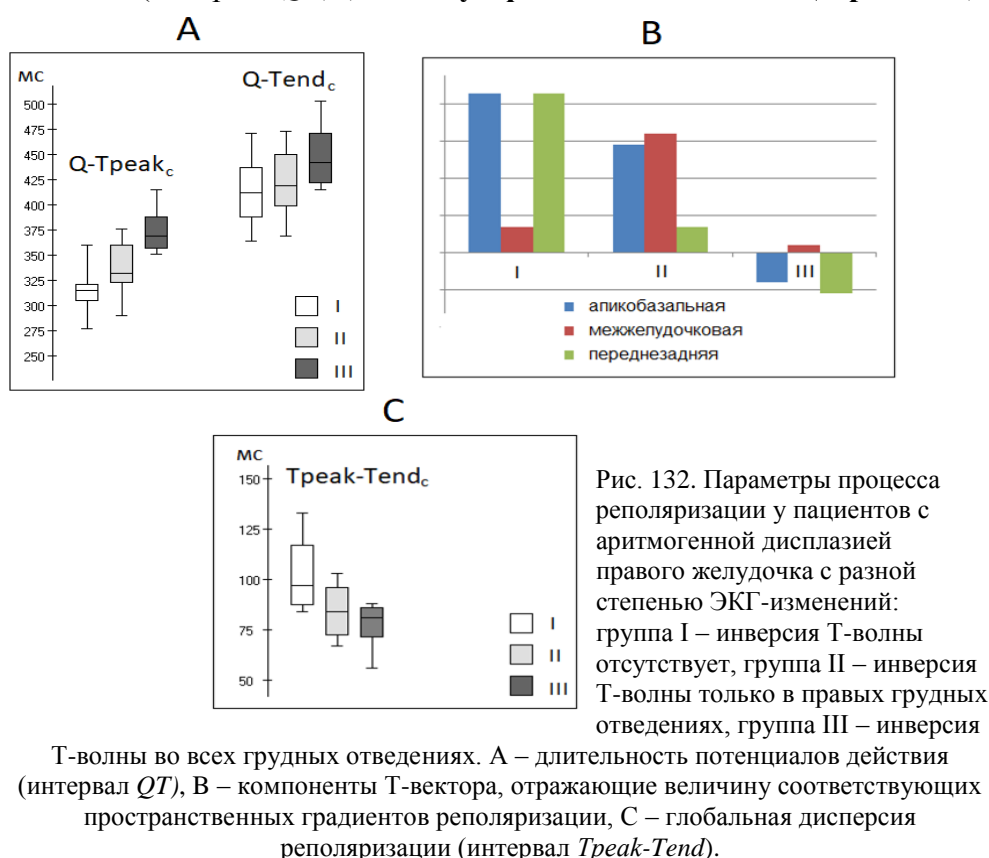 A
B
мс
Q-Tend c
500
475
450
Q-Tpeak c
425
400
375
350
325
300
275
250
I
II
III
I
II
III
апикобазальная
межжелудочковая
переднезадняя
C
мс
Tpeak-Tend c
150
125
100
75
50
I
II
III
Рис. 132. Параметры процесса
реполяризации у пациентов с
аритмогенной дисплазией
правого желудочка с разной
степенью ЭКГ-изменений:
группа I – инверсия Т-волны
отсутствует, группа II – инверсия
Т-волны только в правых грудных
отведениях, группа III – инверсия
Т-волны во всех грудных отведениях. А – длительность потенциалов действия
(интервал QT), В – компоненты Т-вектора, отражающие величину соответствующих
пространственных градиентов реполяризации, С – глобальная дисперсия
реполяризации (интервал Tpeak-Tend).